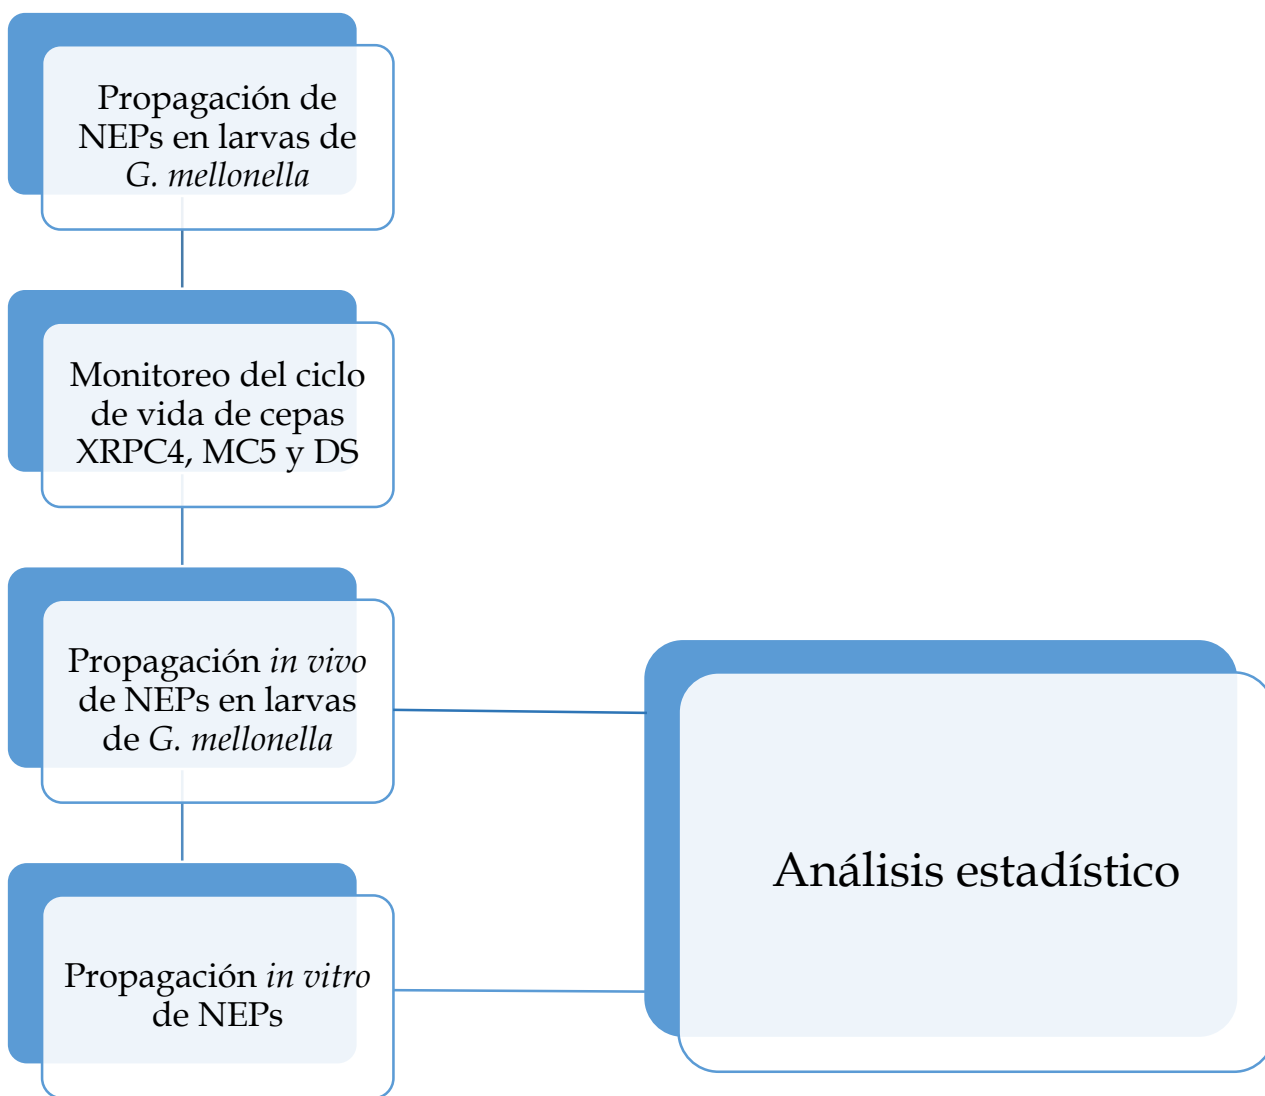 Propagación de
NEPs en larvas de
G. mellonella
Monitoreo del ciclo
de vida de cepas
XRPC4, MC5 y DS
Propagación in vivo
de NEPs en larvas
de G. mellonella
Análisis estadístico
Propagación in vitro
de NEPs